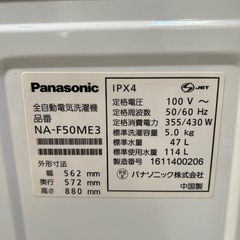 Panasonic
全自動電気洗濯機
品番
NA-F50ME3
外形寸法
幅 562 mm
奥行 572 mm
高さ 880 mm
IPX4
JET
定格電圧 100 V ～
定格周波数 50/60 Hz
定格消費電力 355/430 W
標準洗濯容量 5.0 kg
標準水量 47 L
標準使用水量 114 L
製造番号 1611400206
パナソニック株式会社
中国製